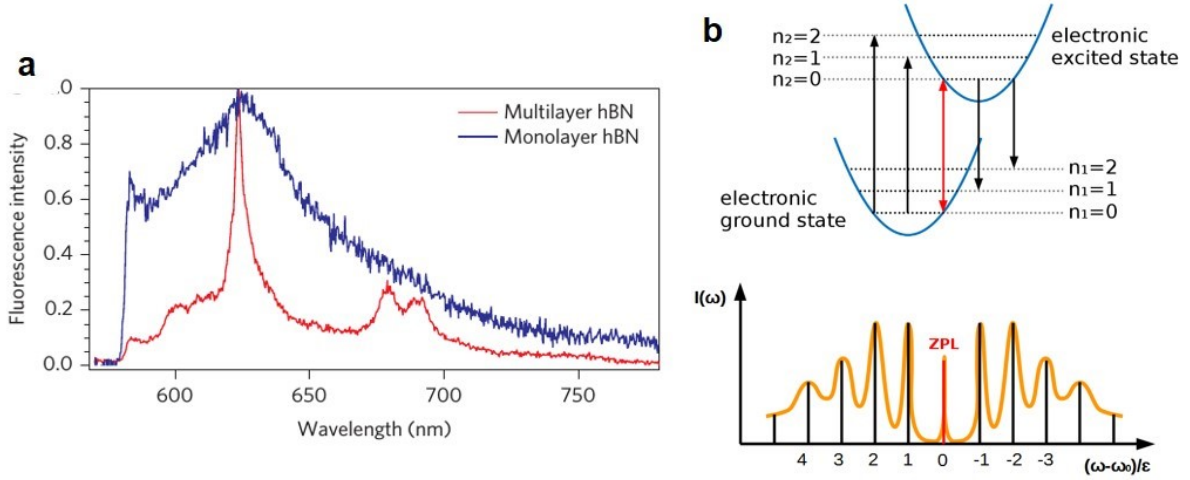 a
Fluorescence intensity
.0
0.8
0.6
0.4
0.2
0.0
Multilayer hBN
Monolayer hBN
600
650
700
750
Wavelength (nm)
b
n₂=2
n₂=1
n₂=0
electronic
excited state
n₁=2
n₁=1
n₁=0
electronic
ground state
I(ω)
ZPL
4 3 2 1 0 -1 -2 -3
(ω-ω₀)/ε